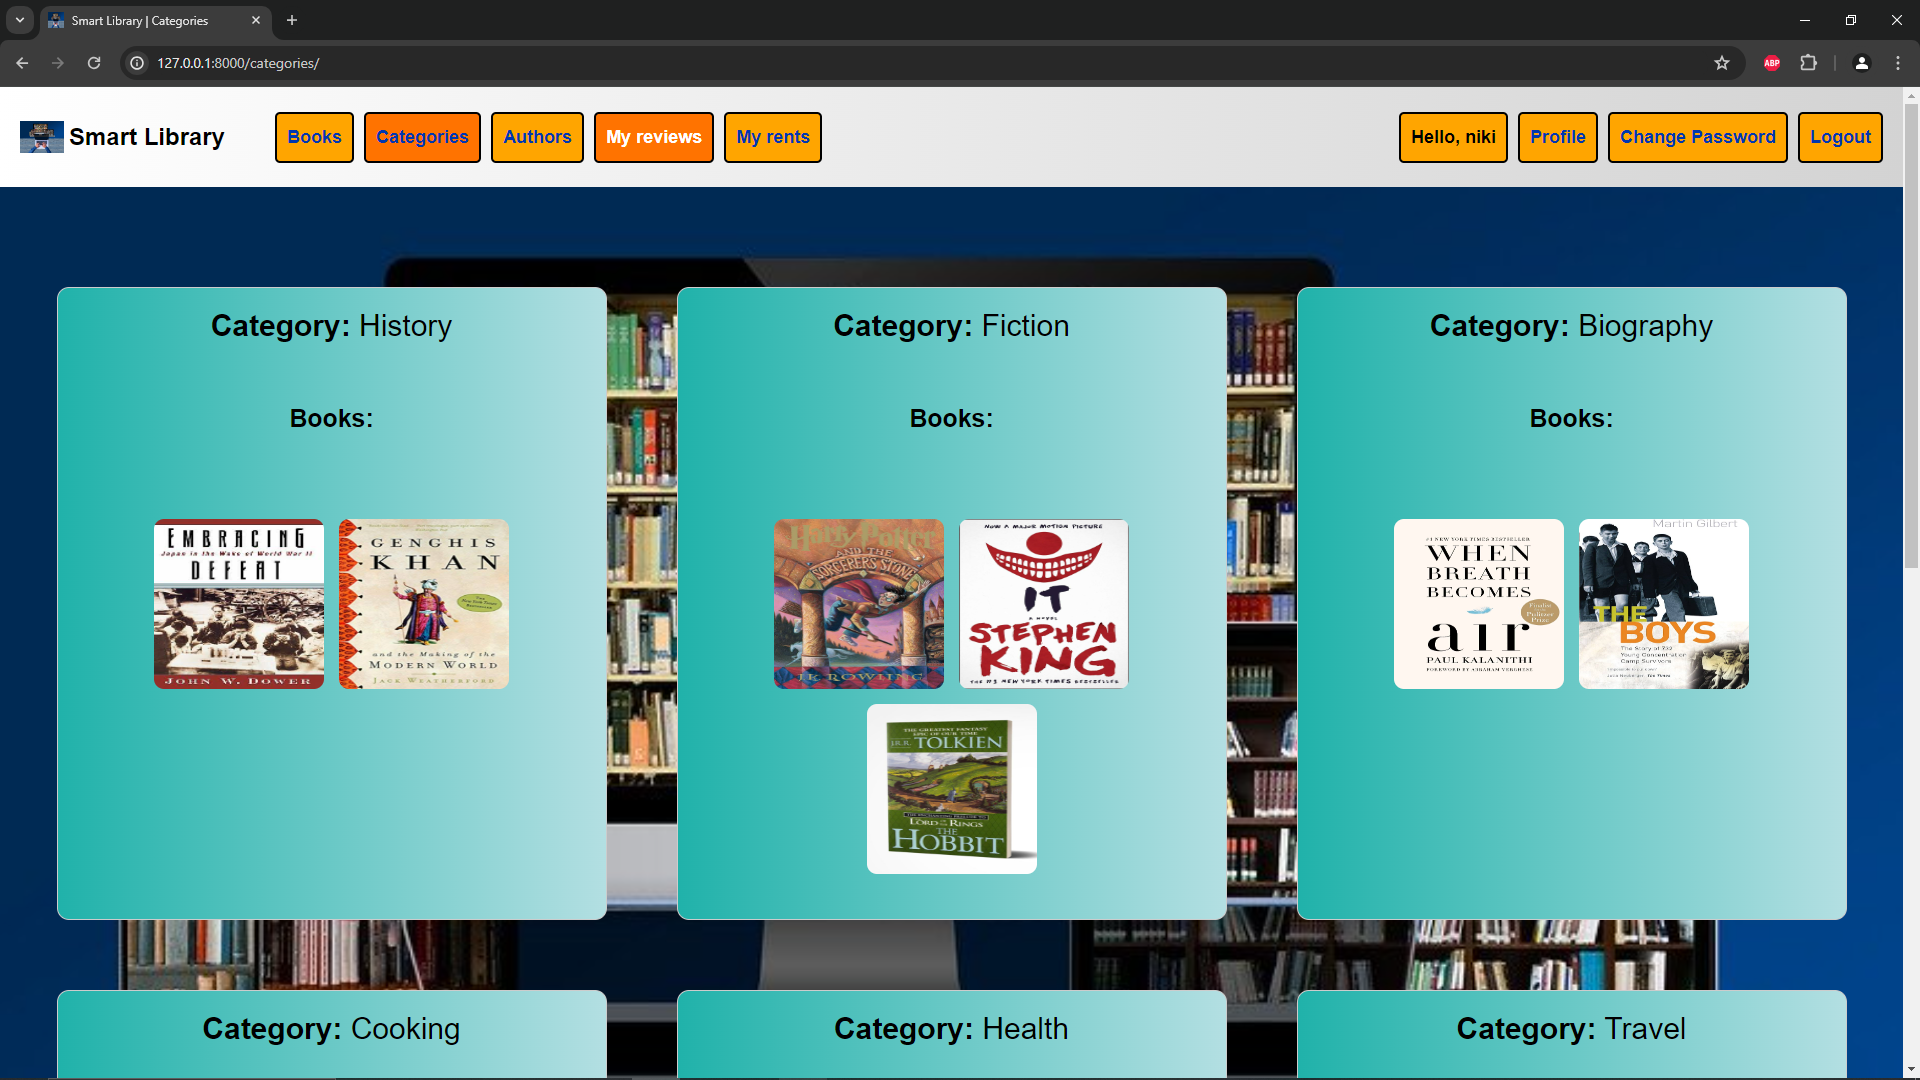 Smart Library | Categories
127.0.0.1:8000/categories/
ABP
Smart Library
Books
Categories
Authors
My reviews
My rents
Hello, niki
Profile
Change Password
Logout
Category: History
Books:
EMBRACING
Japan in the Wake of World War II
DEFEAT
JOHN W. DOWER
GENGHIS
KHAN
and the Making of the
MODERN WORLD
JACK WEATHERFORD
Category: Fiction
Books:
Harry Potter
AND THE
SORCERER'S STONE
J.K. ROWLING
NOW A MAJOR MOTION PICTURE
IT
A NOVEL
STEPHEN
KING
THE #1 NEW YORK TIMES BESTSELLER
THE GREATEST FANTASY
EPIC OF OUR TIME
J.R.R. TOLKIEN
LORD OF THE RINGS
THE
HOBBIT
Category: Biography
Books:
#1 NEW YORK TIMES BESTSELLER
WHEN
BREATH
BECOMES
air
Finalist
Pulitzer
Prize
PAUL KALANITHI
FOREWORD BY ABRAHAM VERGHESE
Martin Gilbert
THE
BOYS
The Story of 732
Young Concentration
Camp Survivors
Category: Cooking
Category: Health
Category: Travel